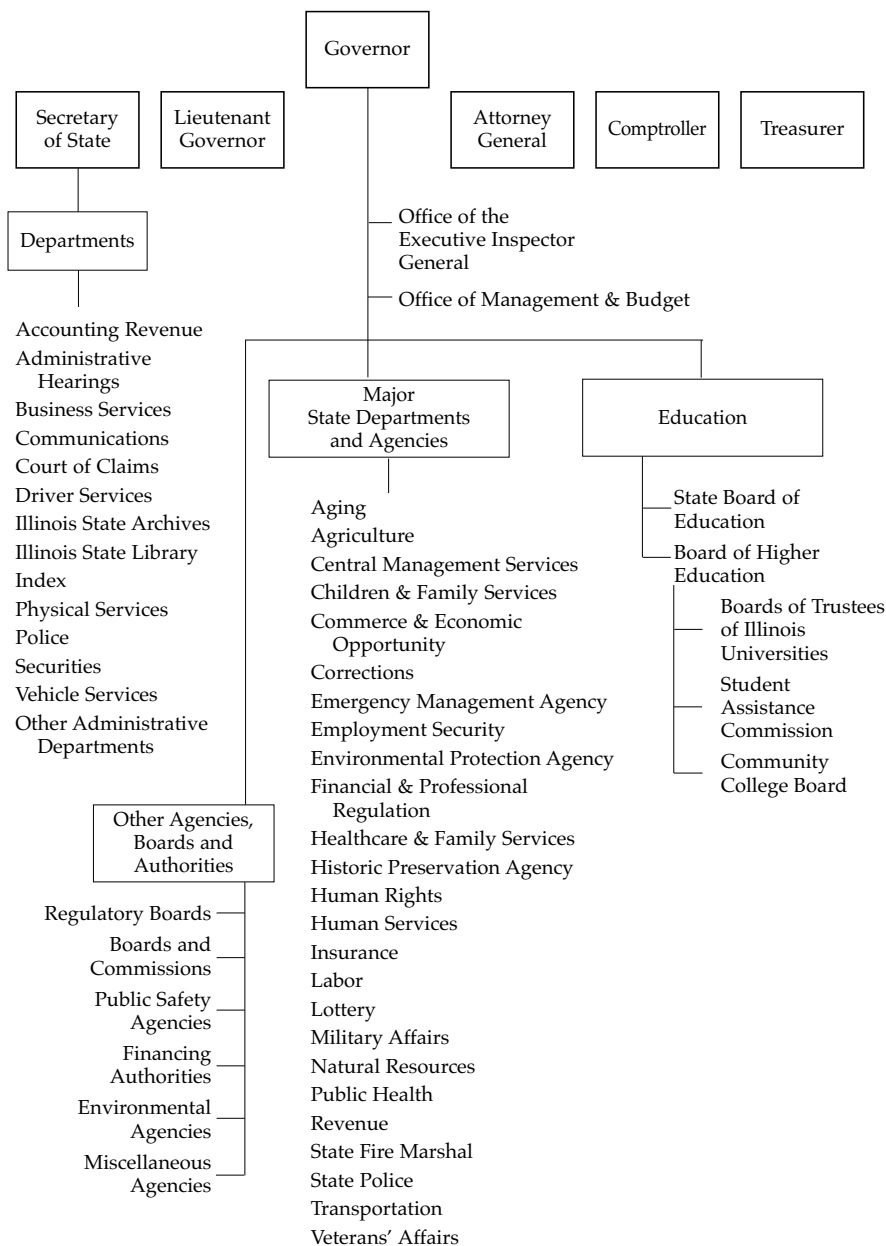 Governor
Secretary
of State
Lieutenant
Governor
Attorney
General
Comptroller
Treasurer
Departments
Accounting Revenue
Administrative
Hearings
Business Services
Communications
Court of Claims
Driver Services
Illinois State Archives
Illinois State Library
Index
Physical Services
Police
Securities
Vehicle Services
Other Administrative
Departments
Office of the
Executive Inspector
General
Office of Management & Budget
Other Agencies,
Boards and
Authorities
Regulatory Boards
Boards and
Commissions
Public Safety
Agencies
Financing
Authorities
Environmental
Agencies
Miscellaneous
Agencies
Major
State Departments
and Agencies
Aging
Agriculture
Central Management Services
Children & Family Services
Commerce & Economic
Opportunity
Corrections
Emergency Management Agency
Employment Security
Environmental Protection Agency
Financial & Professional
Regulation
Healthcare & Family Services
Historic Preservation Agency
Human Rights
Human Services
Insurance
Labor
Lottery
Military Affairs
Natural Resources
Public Health
Revenue
State Fire Marshal
State Police
Transportation
Veterans’ Affairs
Education
State Board of
Education
Board of Higher
Education
Boards of Trustees
of Illinois
Universities
Student
Assistance
Commission
Community
College Board